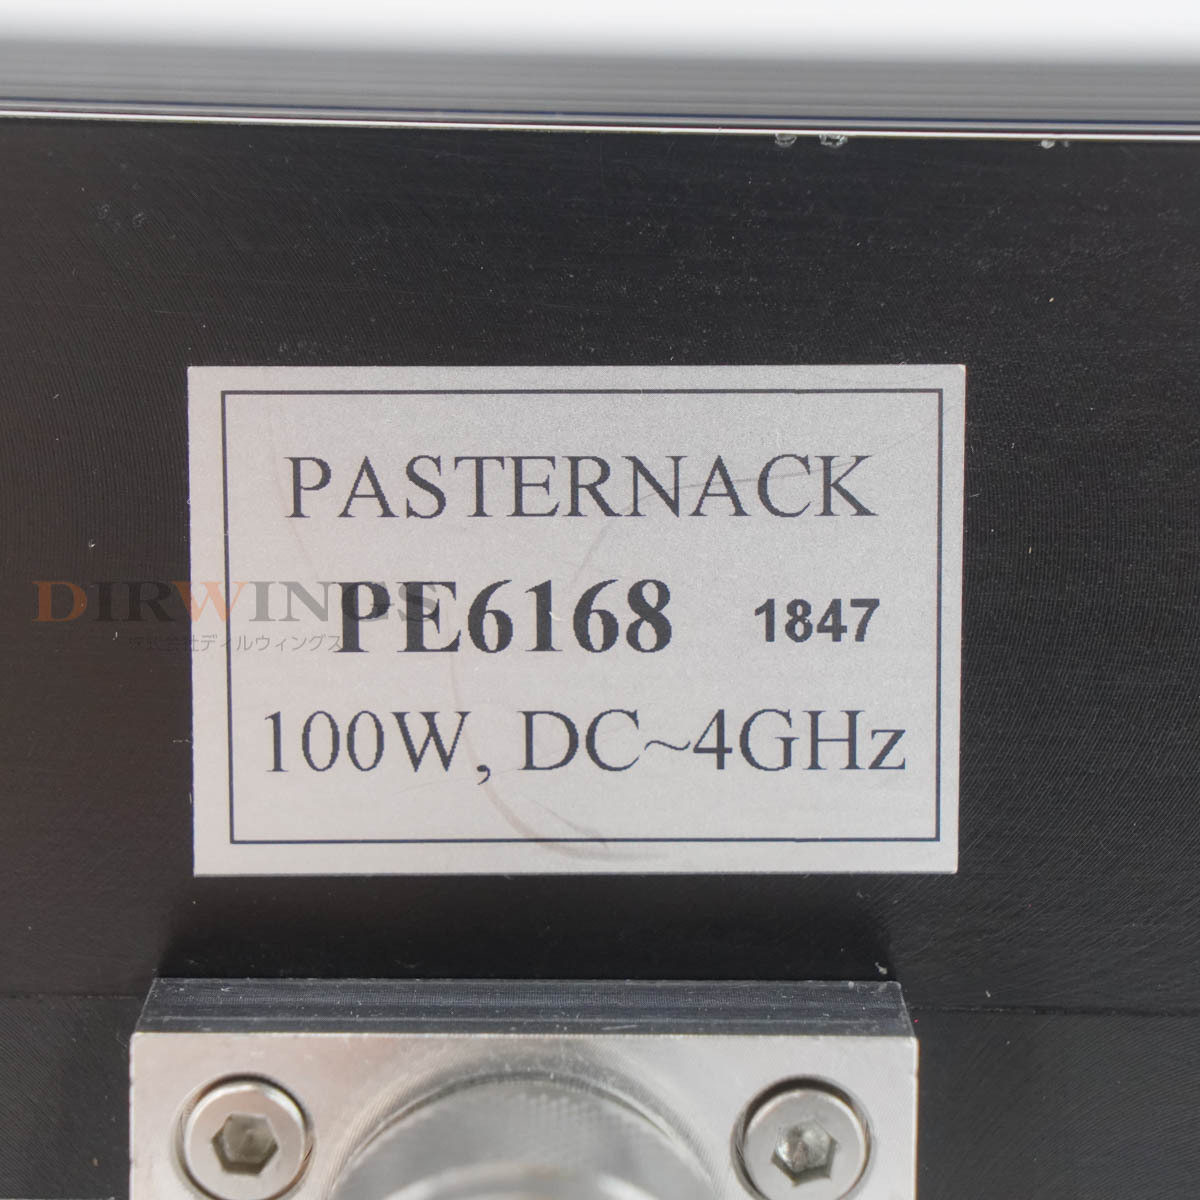 PASTERNACK
DIRWINGS
PE6168 1847
株式会社ディルウィングス
100W, DC~4GHz